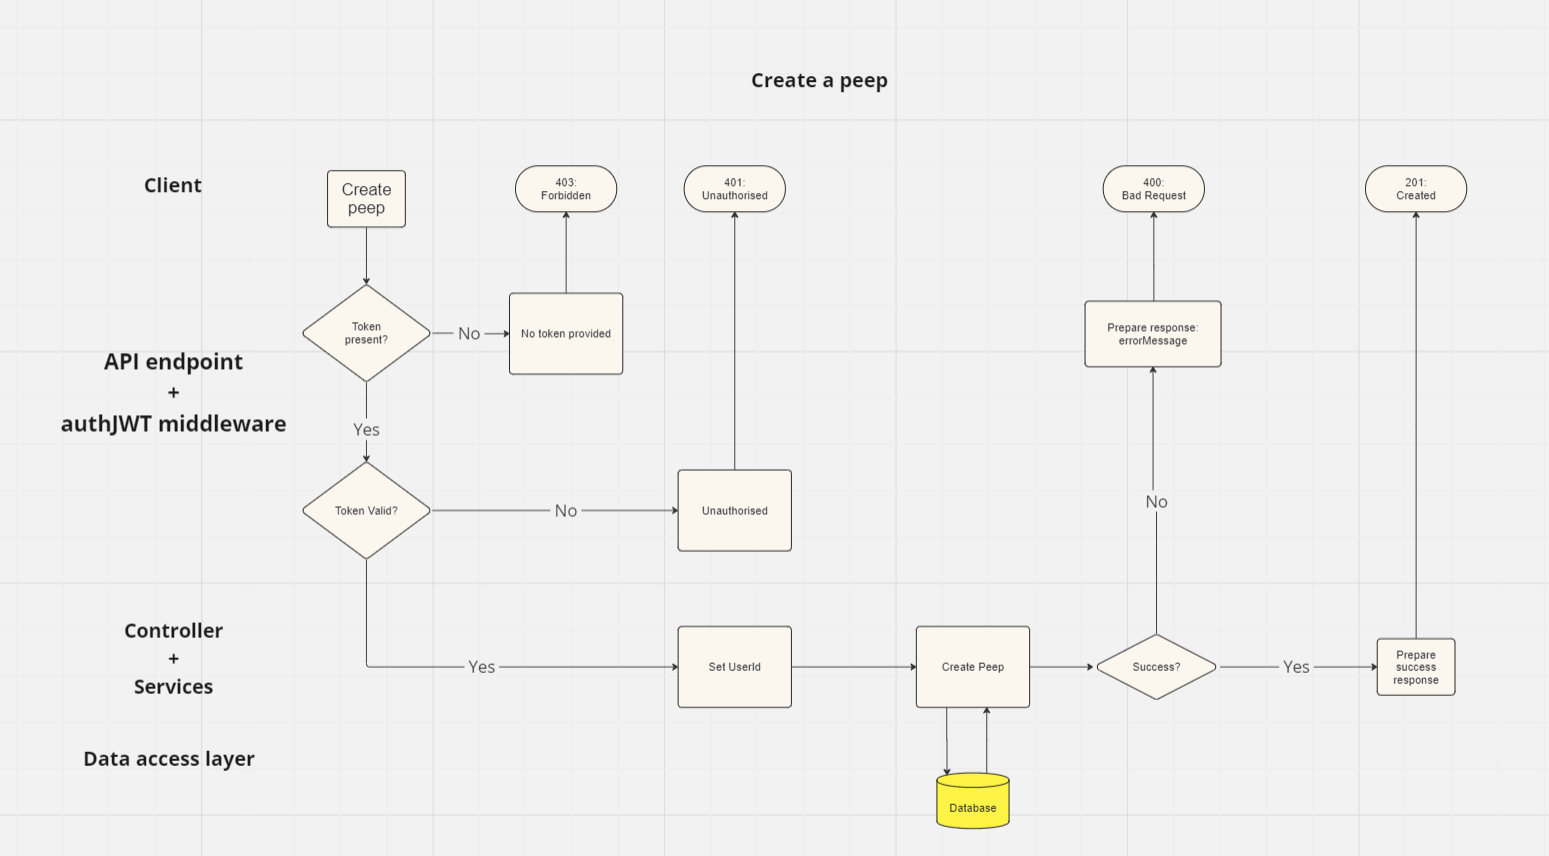 Create a peep
Client
Create
peep
403:
Forbidden
401:
Unauthorised
400:
Bad Request
201:
Created
API endpoint
+
authJWT middleware
Token
present?
No
No token provided
Prepare response:
errorMessage
Yes
Token Valid?
No
Unauthorised
No
Controller
+
Services
Yes
Set UserId
Create Peep
Success?
Yes
Prepare
success
response
Data access layer
Database